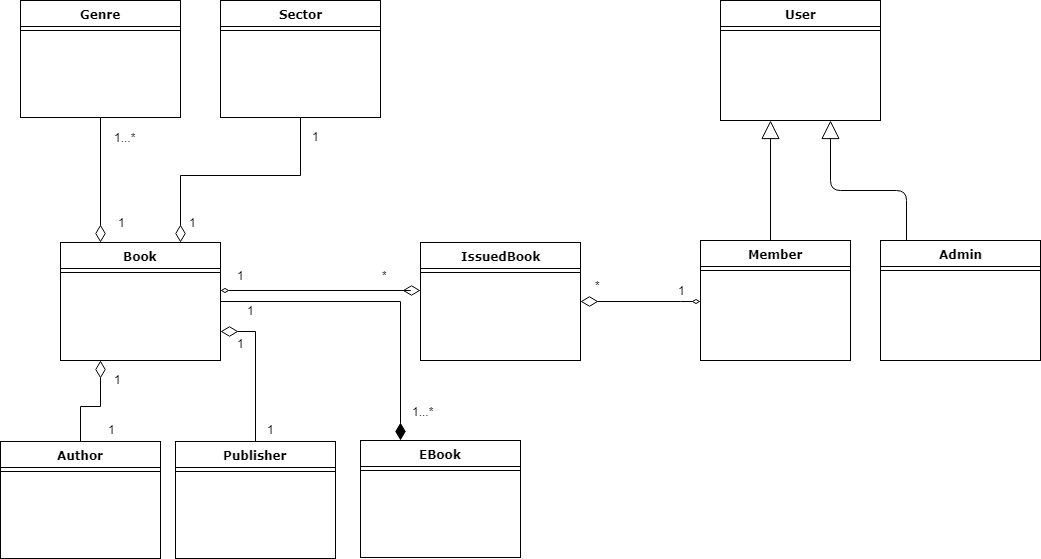 Genre
Sector
User
1...*
1
1
1
Book
IssuedBook
Member
Admin
1
*
*
1
1
1
1
1...*
1
1
Author
Publisher
EBook